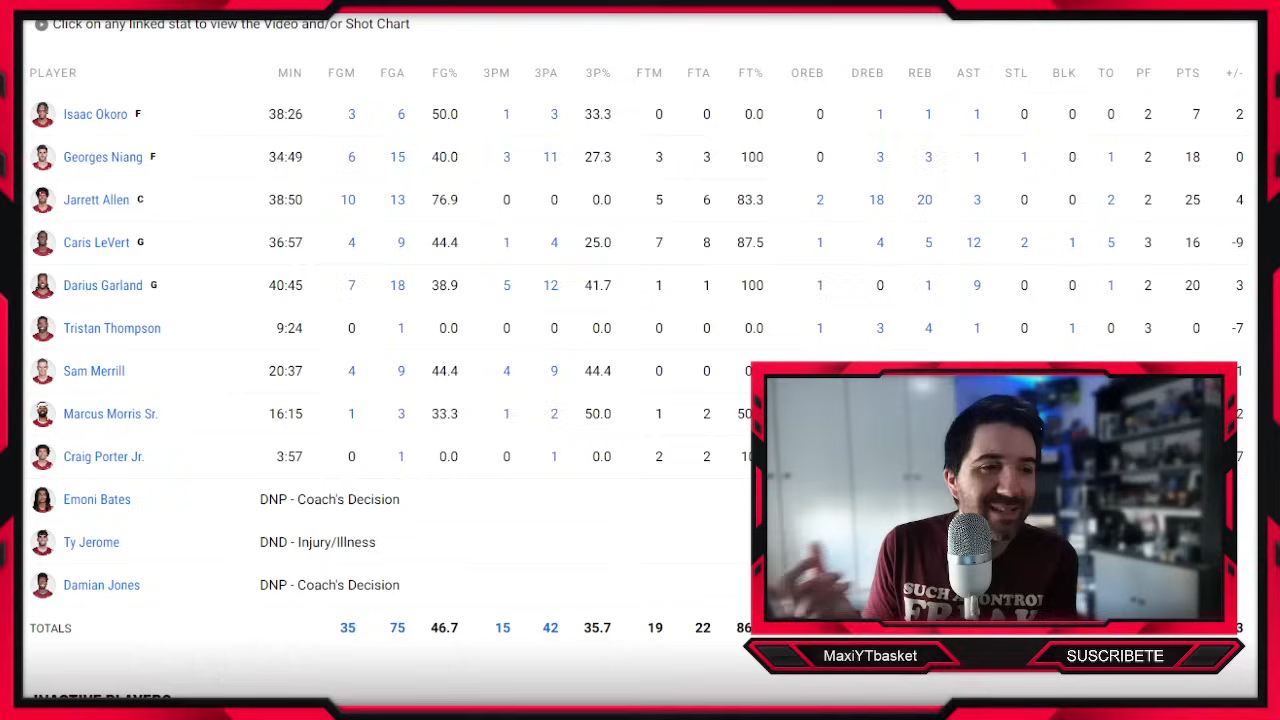 Click on any linked stat to view the Video and/or Shot Chart
PLAYER MIN FGM FGA FG% 3PM 3PA 3P% FTM FTA FT% OREB DREB REB AST STL BLK TO PF PTS +/-
Isaac Okoro F 38:26 3 6 50.0 1 3 33.3 0 0 0.0 0 1 1 1 0 0 0 2 7 2
Georges Niang F 34:49 6 15 40.0 3 11 27.3 3 3 100 0 3 3 1 1 0 1 2 18 0
Jarrett Allen C 38:50 10 13 76.9 0 0 0.0 5 6 83.3 2 18 20 3 0 0 2 2 25 4
Caris LeVert G 36:57 4 9 44.4 1 4 25.0 7 8 87.5 1 4 5 12 2 1 5 3 16 -9
Darius Garland G 40:45 7 18 38.9 5 12 41.7 1 1 100 1 0 1 9 0 0 1 2 20 3
Tristan Thompson 9:24 0 1 0.0 0 0 0.0 0 0 0.0 1 3 4 1 0 1 0 3 0 -7
Sam Merrill 20:37 4 9 44.4 4 9 44.4 0 0
Marcus Morris Sr. 16:15 1 3 33.3 1 2 50.0 1 2 50
Craig Porter Jr. 3:57 0 1 0.0 0 1 0.0 2 2
Emoni Bates DNP - Coach's Decision
Ty Jerome DND - Injury/Illness
Damian Jones DNP - Coach's Decision
TOTALS 35 75 46.7 15 42 35.7 19 22 86
INACTIVE PLAYERS
SUCH A CONTROL
FREAK
MaxiYTbasket
SUSCRIBETE